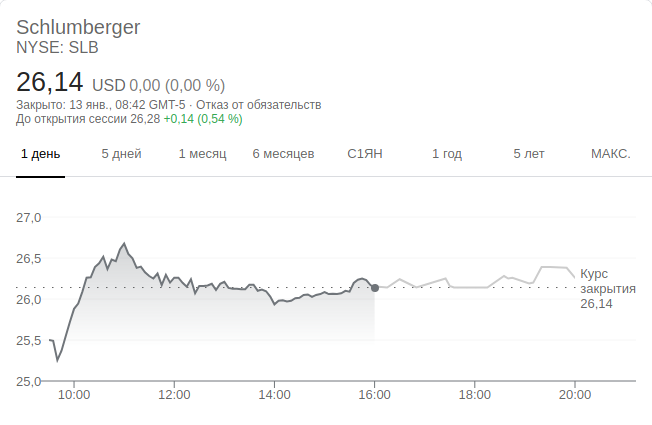 Schlumberger
NYSE: SLB
26,14 USD 0,00 (0,00 %)
Закрыто: 13 янв., 08:42 GMT-5 · Отказ от обязательств
До открытия сессии 26,28 +0,14 (0,54 %)
1 день 5 дней 1 месяц 6 месяцев С1ЯН 1 год 5 лет МАКС.
27,0
26,5
26,0
25,5
25,0
Курс
закрытия
26,14
10:00 12:00 14:00 16:00 18:00 20:00